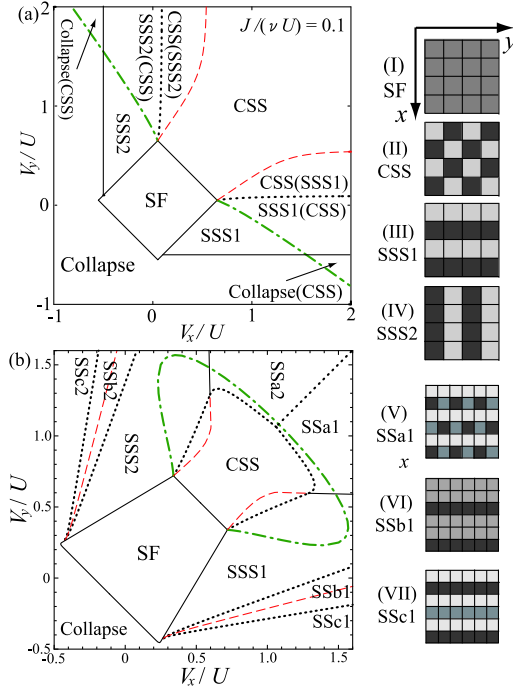 (a)
J/(νU) = 0.1
2
1
0
-1
V_y/U
Collapse(CSS)
SSS2
SSS2(CSS)
CSS(SSS2)
CSS
CSS(SSS1)
SSS1(CSS)
SF
SSS1
Collapse
Collapse(CSS)
-1
0
1
2
V_x/U
(b)
1.5
1.0
0.5
0
-0.5
V_y/U
SSc2
SSb2
SSS2
SSa2
SSa1
CSS
SF
SSS1
SSb1
SSc1
Collapse
-0.5
0
0.5
1.0
1.5
V_x/U
y
x
(I)
SF
(II)
CSS
(III)
SSS1
(IV)
SSS2
(V)
SSa1
x
(VI)
SSb1
(VII)
SSc1